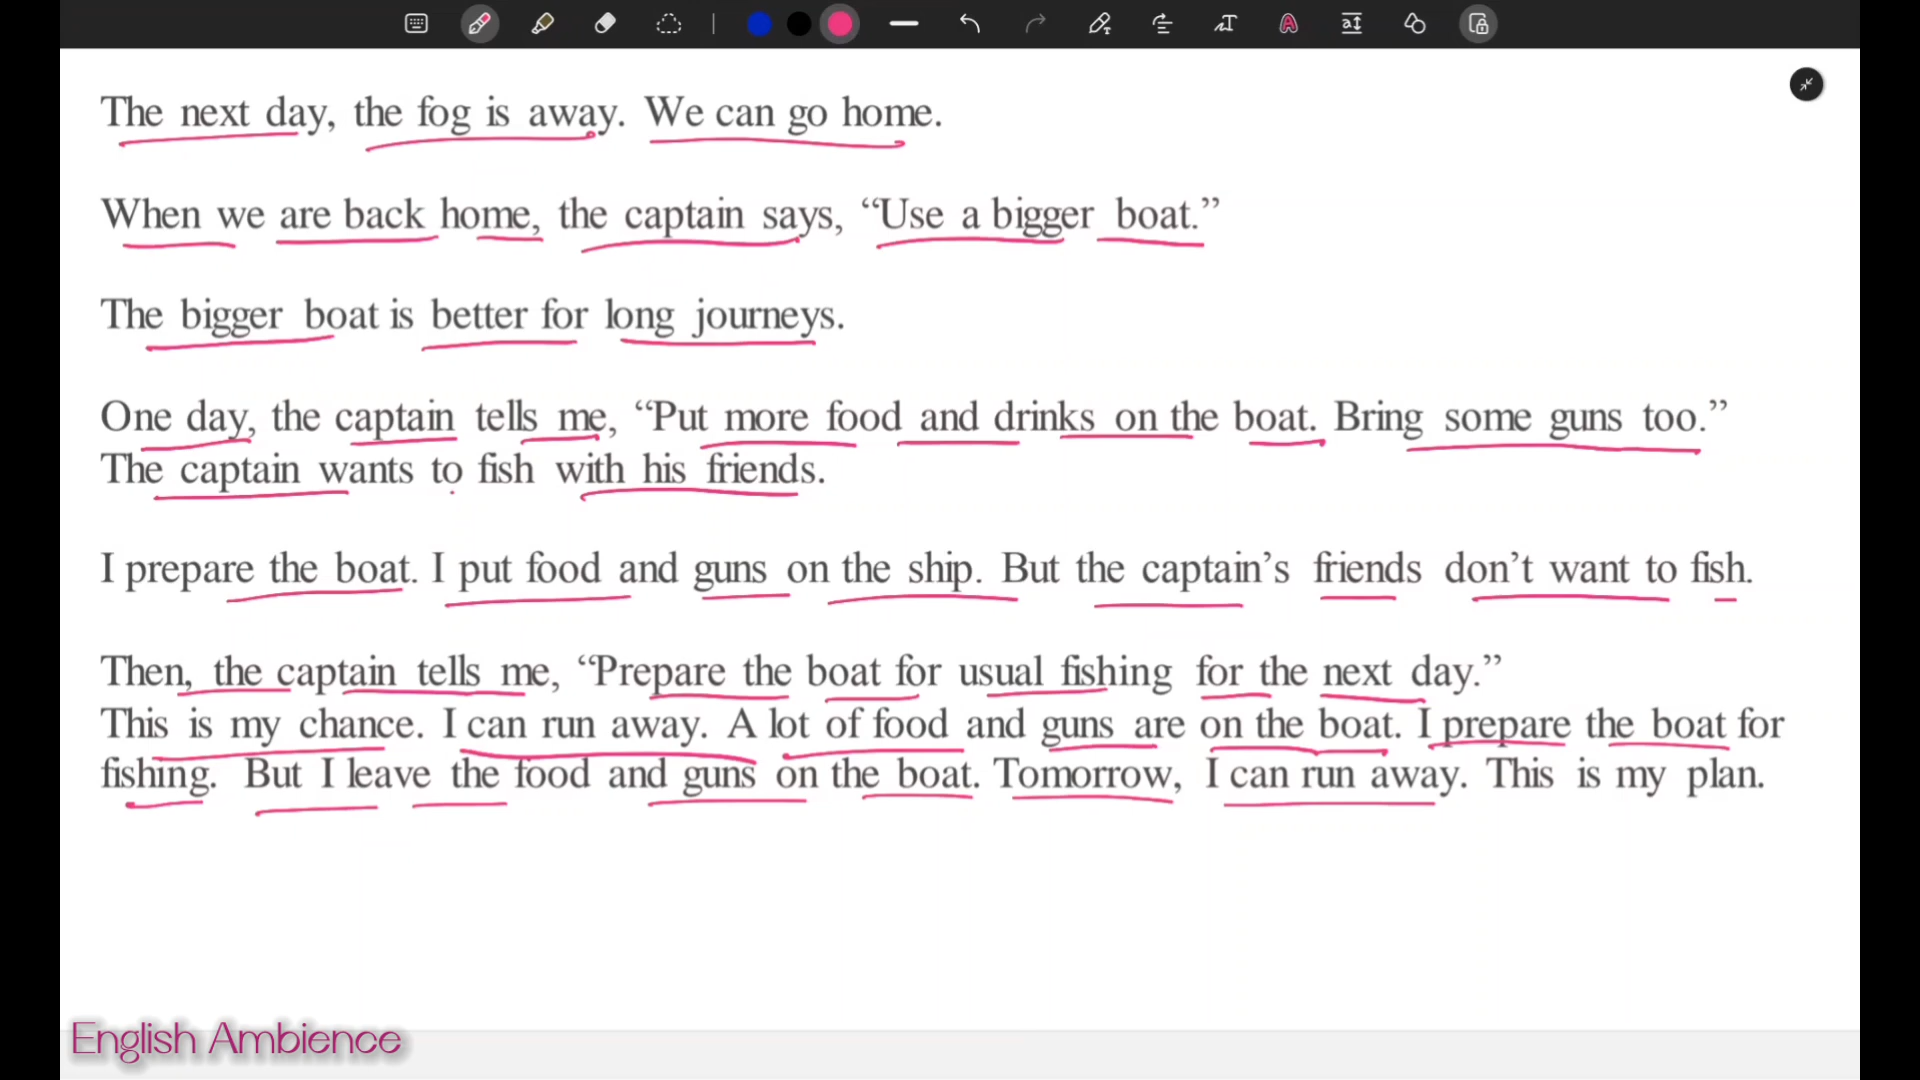 The next day, the fog is away. We can go home.
When we are back home, the captain says, “Use a bigger boat.”
The bigger boat is better for long journeys.
One day, the captain tells me, “Put more food and drinks on the boat. Bring some guns too.”
The captain wants to fish with his friends.
I prepare the boat. I put food and guns on the ship. But the captain’s friends don’t want to fish.
Then, the captain tells me, “Prepare the boat for usual fishing for the next day.”
This is my chance. I can run away. A lot of food and guns are on the boat. I prepare the boat for
fishing. But I leave the food and guns on the boat. Tomorrow, I can run away. This is my plan.
English Ambience